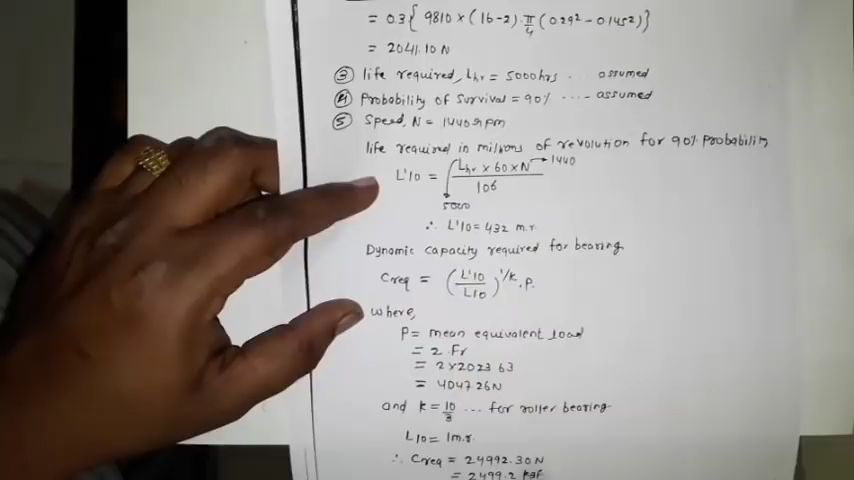 = 0.3{ 9810 × (16-2) · π/4 (0.29² - 0.145²)}
= 2041.10 N
③ life required, Lhr = 5000 hrs .. assumed
④ Probability of survival = 90% .... assumed
⑤ Speed, N = 1440 rpm
life required in millions of revolution for 90% Probability
L'10 = Lhr × 60 × N / 10⁶ → 1440
5000
∴ L'10 = 432 m.r
Dynamic capacity required for bearing
Creq = (L'10 / L10)^1/k . P.
where,
P = mean equivalent load
= 2.Fr
= 2×2023.63
= 4047.26N
and k = 10/3 ... for roller bearing
L10 = 1m.r.
∴ Creq = 24992.30 N
= 2499.2 kgf